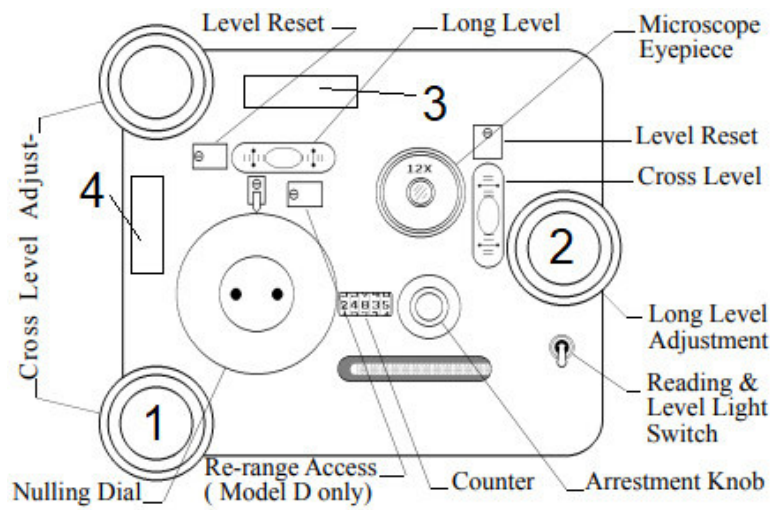 Level Reset
Long Level
Microscope
Eyepiece
3
Level Reset
12X
Cross Level
4
Cross Level Adjust-
2
24835
Long Level
Adjustment
1
Reading &
Level Light
Switch
Re-range Access
( Model D only)
Nulling Dial
Counter
Arrestment Knob